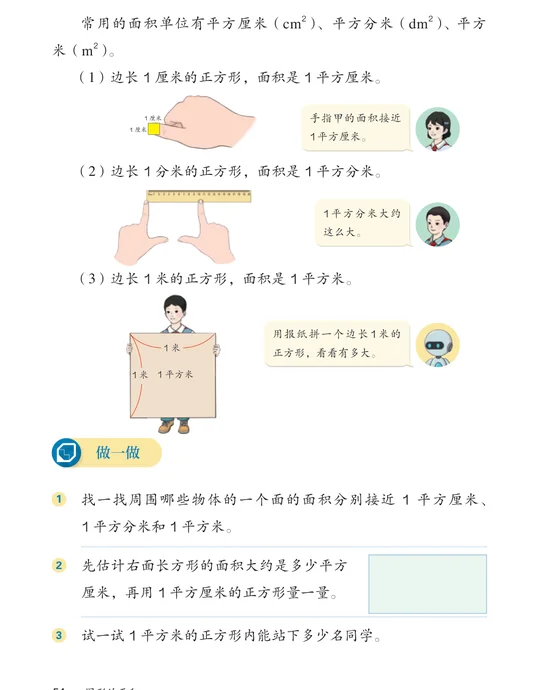 常用的面积单位有平方厘米（cm²）、平方分米（dm²）、平方
米（m²）。
（1）边长1厘米的正方形，面积是1平方厘米。
1厘米
1厘米
手指甲的面积接近
1平方厘米。
（2）边长1分米的正方形，面积是1平方分米。
1平方分米大约
这么大。
（3）边长1米的正方形，面积是1平方米。
1米
1米 1平方米
用报纸拼一个边长1米的
正方形，看看有多大。
做一做
1 找一找周围哪些物体的一个面的面积分别接近 1 平方厘米、
1平方分米和1平方米。
2 先估计右面长方形的面积大约是多少平方
厘米，再用1平方厘米的正方形量一量。
3 试一试1平方米的正方形内能站下多少名同学。